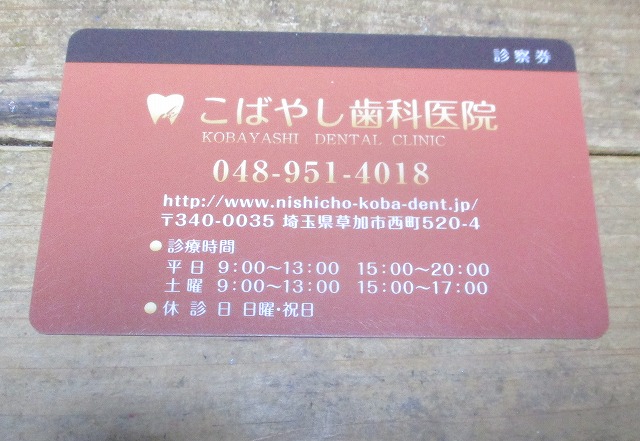 診察券
こばやし歯科医院
KOBAYASHI DENTAL CLINIC
048-951-4018
http://www.nishicho-koba-dent.jp/
〒340-0035 埼玉県草加市西町520-4
●診療時間
平日 9:00~13:00 15:00~20:00
土曜 9:00~13:00 15:00~17:00
●休診日 日曜・祝日